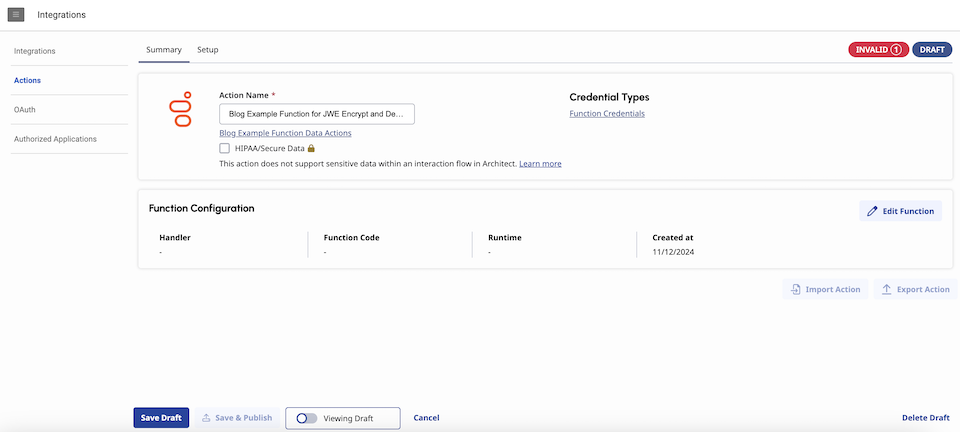 Integrations
Integrations
Actions
OAuth
Authorized Applications
Summary
Setup
INVALID 1
DRAFT
Action Name *
Blog Example Function for JWE Encrypt and De...
Blog Example Function Data Actions
HIPAA/Secure Data
This action does not support sensitive data within an interaction flow in Architect. Learn more
Credential Types
Function Credentials
Function Configuration
Edit Function
Handler
-
Function Code
-
Runtime
-
Created at
11/12/2024
Import Action
Export Action
Save Draft
Save & Publish
Viewing Draft
Cancel
Delete Draft